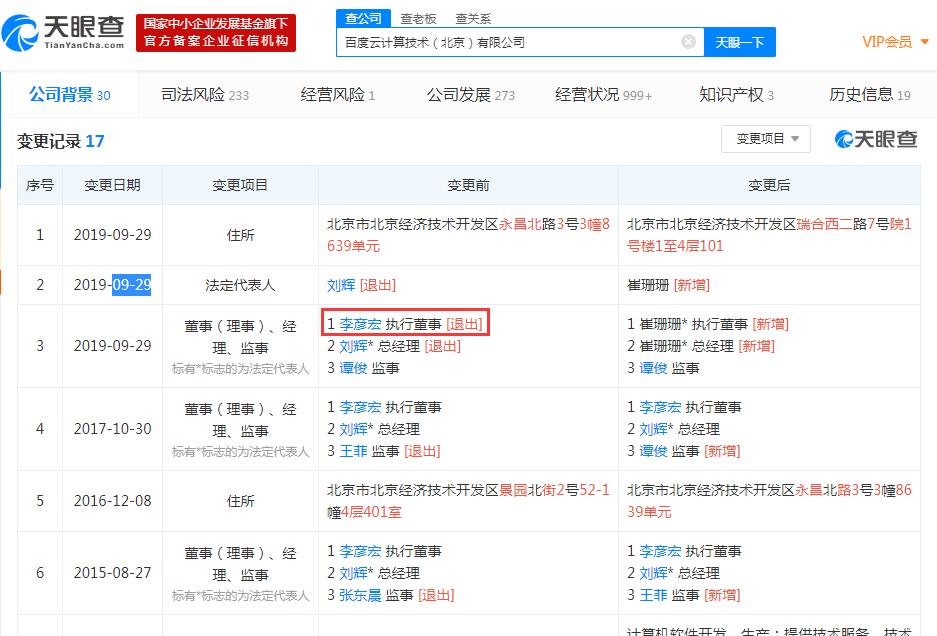 天眼查
TianYanCha.com
国家中小企业发展基金旗下
官方备案企业征信机构
查公司 查老板 查关系
百度云计算技术（北京）有限公司
天眼一下
VIP会员
公司背景 30
司法风险 233
经营风险 1
公司发展 273
经营状况 999+
知识产权 3
历史信息 19
变更记录 17
变更项目
天眼查
序号 变更日期 变更项目 变更前 变更后
1
2019-09-29
住所
北京市北京经济技术开发区永昌北路3号3幢8
639单元
北京市北京经济技术开发区瑞合西二路7号院1
号楼1至4层101
2
2019-09-29
法定代表人
刘辉 [退出]
崔珊珊 [新增]
3
2019-09-29
董事（理事）、经
理、监事
标有*标志的为法定代表人
1 李彦宏 执行董事 [退出]
2 刘辉* 总经理 [退出]
3 谭俊 监事
1 崔珊珊* 执行董事 [新增]
2 崔珊珊* 总经理 [新增]
3 谭俊 监事
4
2017-10-30
董事（理事）、经
理、监事
标有*标志的为法定代表人
1 李彦宏 执行董事
2 刘辉* 总经理
3 王菲 监事 [退出]
1 李彦宏 执行董事
2 刘辉* 总经理
3 谭俊 监事 [新增]
5
2016-12-08
住所
北京市北京经济技术开发区景园北街2号52-1
幢4层401室
北京市北京经济技术开发区永昌北路3号3幢86
39单元
6
2015-08-27
董事（理事）、经
理、监事
标有*标志的为法定代表人
1 李彦宏 执行董事
2 刘辉* 总经理
3 张东晨 监事 [退出]
1 李彦宏 执行董事
2 刘辉* 总经理
3 王菲 监事 [新增]
计算机软件开发、生产；提供技术服务、技术